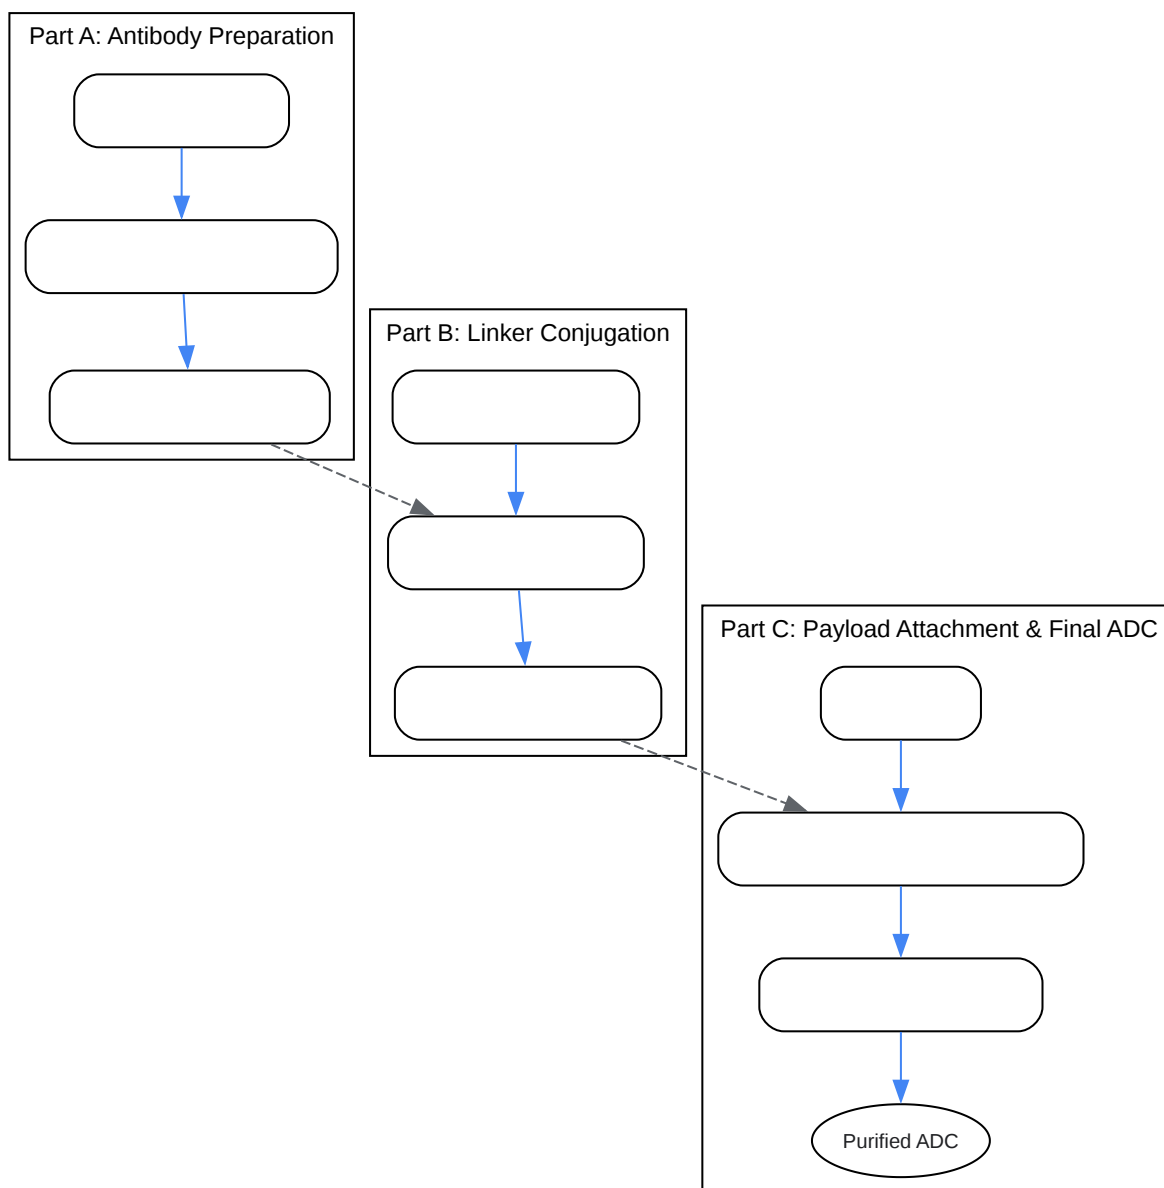 Part A: Antibody Preparation
Part B: Linker Conjugation
Part C: Payload Attachment & Final ADC
Purified ADC